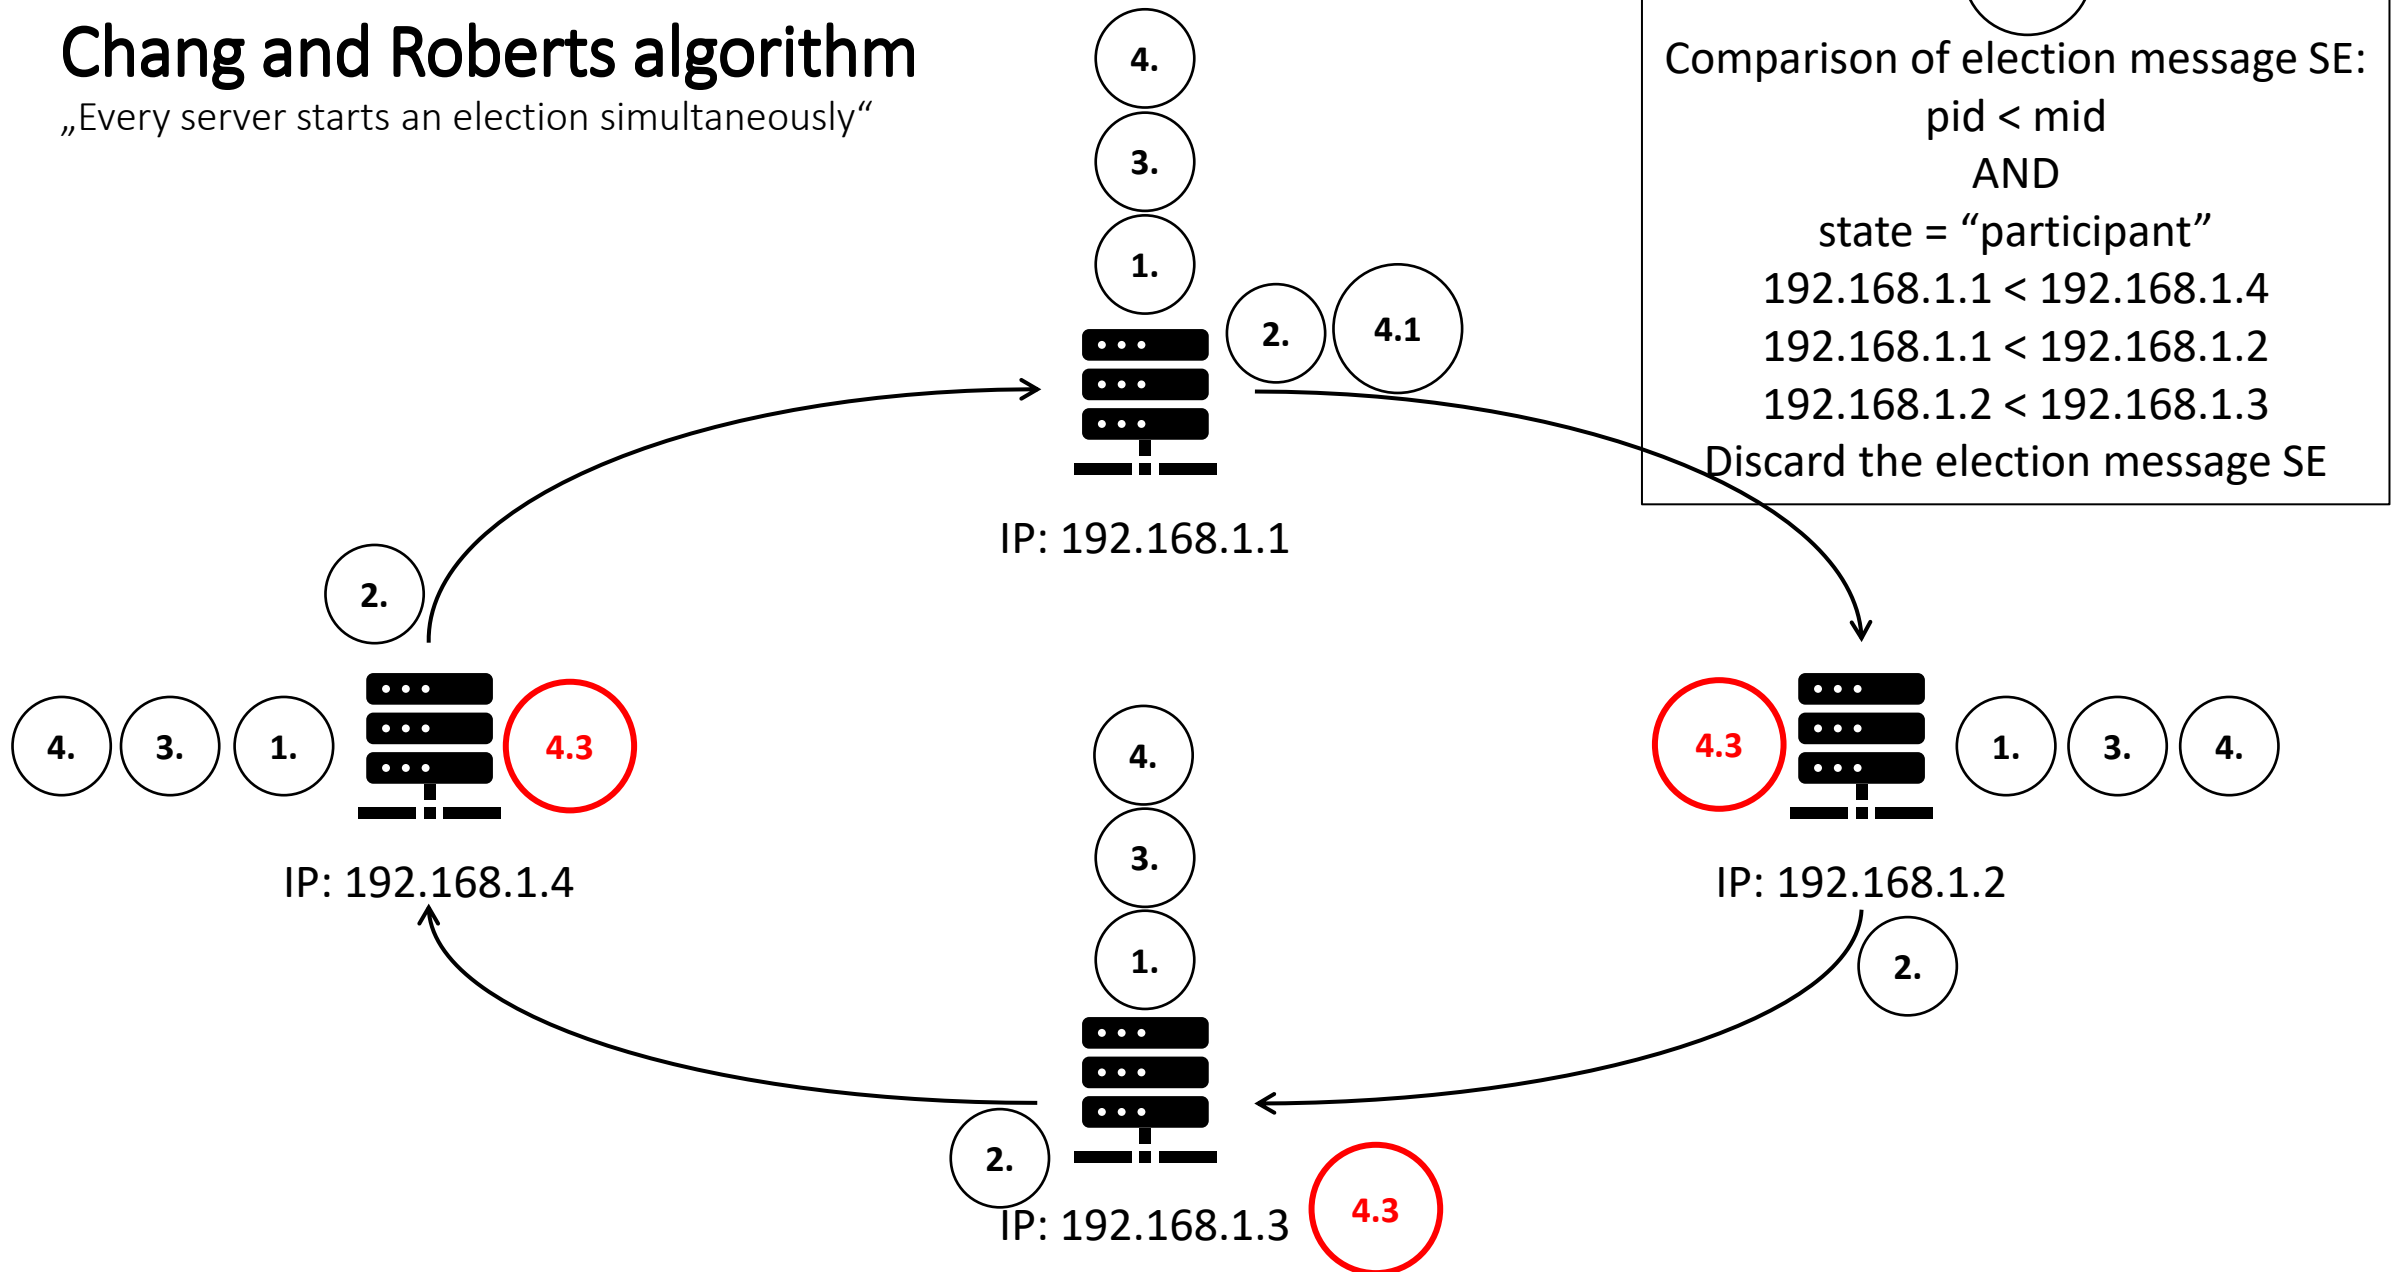 Chang and Roberts algorithm
„Every server starts an election simultaneously“
4.
3.
1.
2.
4.1
Comparison of election message SE:
pid < mid
AND
state = “participant”
192.168.1.1 < 192.168.1.4
192.168.1.1 < 192.168.1.2
192.168.1.2 < 192.168.1.3
Discard the election message SE
IP: 192.168.1.1
2.
4.
3.
1.
4.3
IP: 192.168.1.4
4.3
1.
3.
4.
IP: 192.168.1.2
2.
4.
3.
1.
2.
IP: 192.168.1.3
4.3